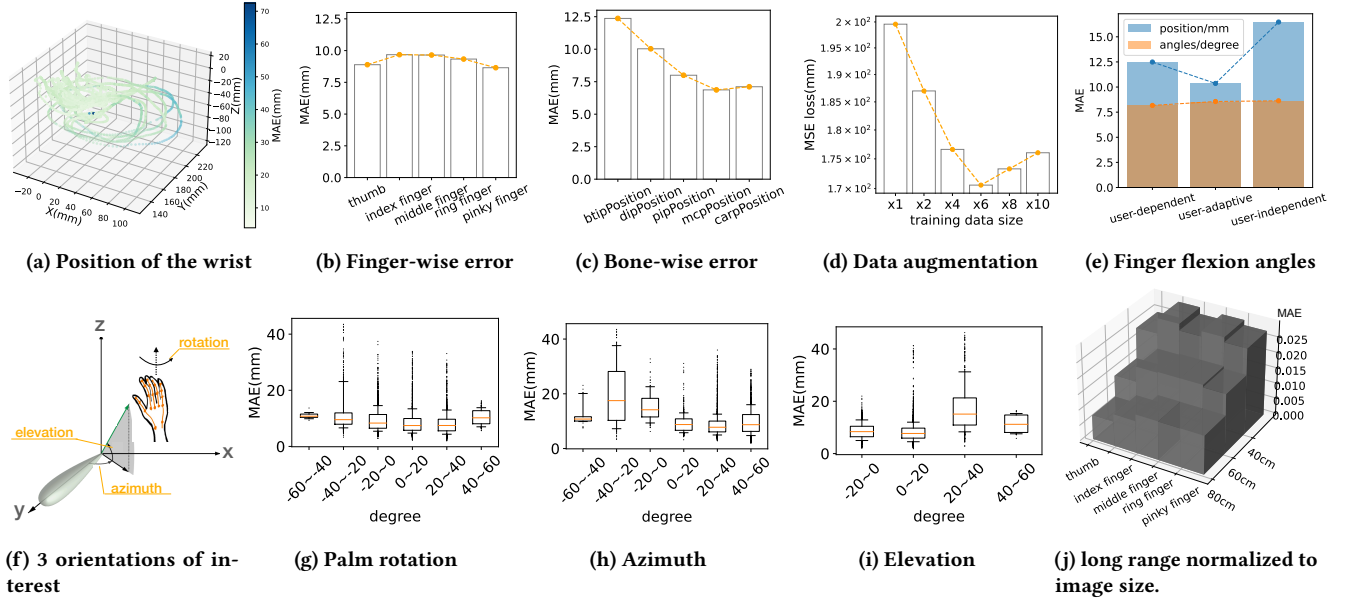 20
0
−20
−40
−60
−80
−100
−120
Z(mm)
−20
0
20
40
60
80
100
X(mm)
140
160
180
200
220
Y(mm)
70
60
50
40
30
20
10
MAE(mm)
(a) Position of the wrist
12.5
10.0
7.5
5.0
2.5
0.0
MAE(mm)
thumb
index finger
middle finger
ring finger
pinky finger
(b) Finger-wise error
12.5
10.0
7.5
5.0
2.5
0.0
MAE(mm)
btipPosition
dipPosition
pipPosition
mcpPosition
carpPosition
(c) Bone-wise error
2 × 10²
1.95 × 10²
1.9 × 10²
1.85 × 10²
1.8 × 10²
1.75 × 10²
1.7 × 10²
MSE loss(mm)
x1 x2 x4 x6 x8 x10
training data size
(d) Data augmentation
position/mm
angles/degree
15.0
12.5
10.0
7.5
5.0
2.5
0.0
MAE
user-dependent
user-adaptive
user-independent
(e) Finger flexion angles
z
rotation
elevation
x
azimuth
y
(f) 3 orientations of in-
terest
40
20
0
MAE(mm)
-60~-40
-40~-20
-20~0
0~20
20~40
40~60
degree
(g) Palm rotation
40
20
0
MAE(mm)
-60~-40
-40~-20
-20~0
0~20
20~40
40~60
degree
(h) Azimuth
40
20
0
MAE(mm)
-20~0
0~20
20~40
40~60
degree
(i) Elevation
MAE
0.025
0.020
0.015
0.010
0.005
0.000
thumb
index finger
middle finger
ring finger
pinky finger
40cm
60cm
80cm
(j) long range normalized to
image size.